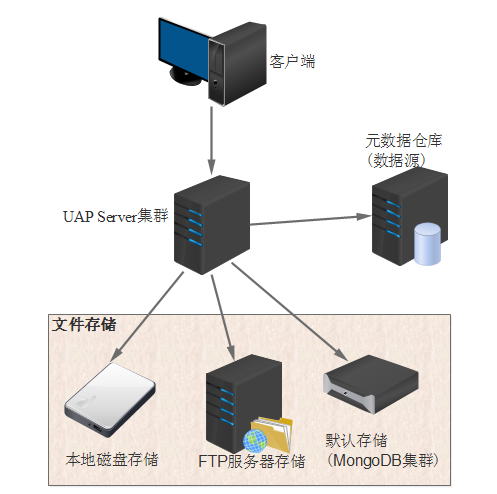 客户端
元数据仓库
(数据源)
UAP Server集群
文件存储
本地磁盘存储
FTP服务器存储
默认存储
(MongoDB集群)